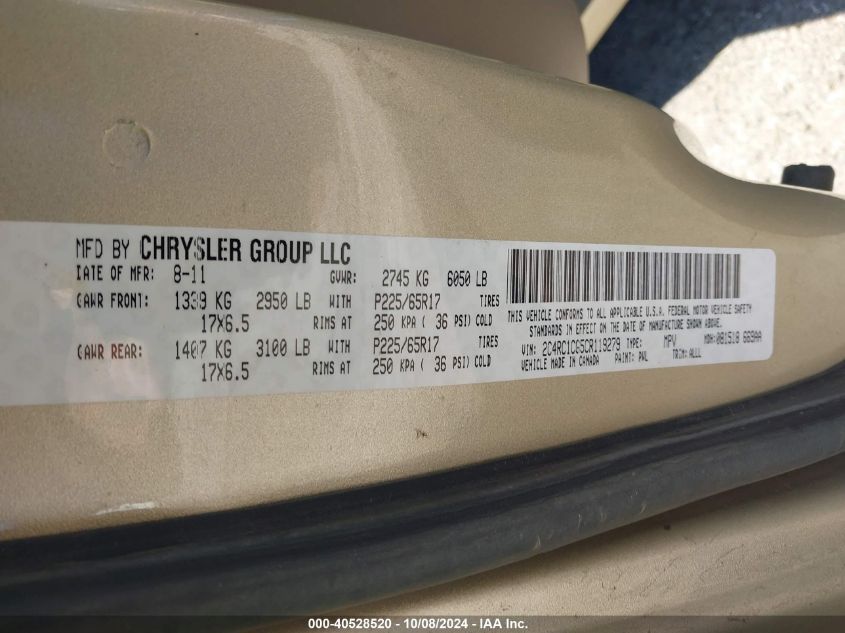 MFD BY CHRYSLER GROUP LLC
DATE OF MFR: 8-11 GVWR: 2745 KG 6050 LB
GAWR FRONT: 1339 KG 2950 LB WITH P225/65R17 TIRES
17X6.5 RIMS AT 250 KPA ( 36 PSI) COLD
GAWR REAR: 1407 KG 3100 LB WITH P225/65R17 TIRES
17X6.5 RIMS AT 250 KPA ( 36 PSI) COLD
THIS VEHICLE CONFORMS TO ALL APPLICABLE U.S.A. FEDERAL MOTOR VEHICLE SAFETY
STANDARDS IN EFFECT ON THE DATE OF MANUFACTURE SHOWN ABOVE.
VIN: 2C4RC1CG5CR119279 TYPE: MPV MDH: 081518 669AA
VEHICLE MADE IN CANADA PAINT: PWL TRIM: ALLL
000-40528520 / 10/08/2024 - IAA Inc.